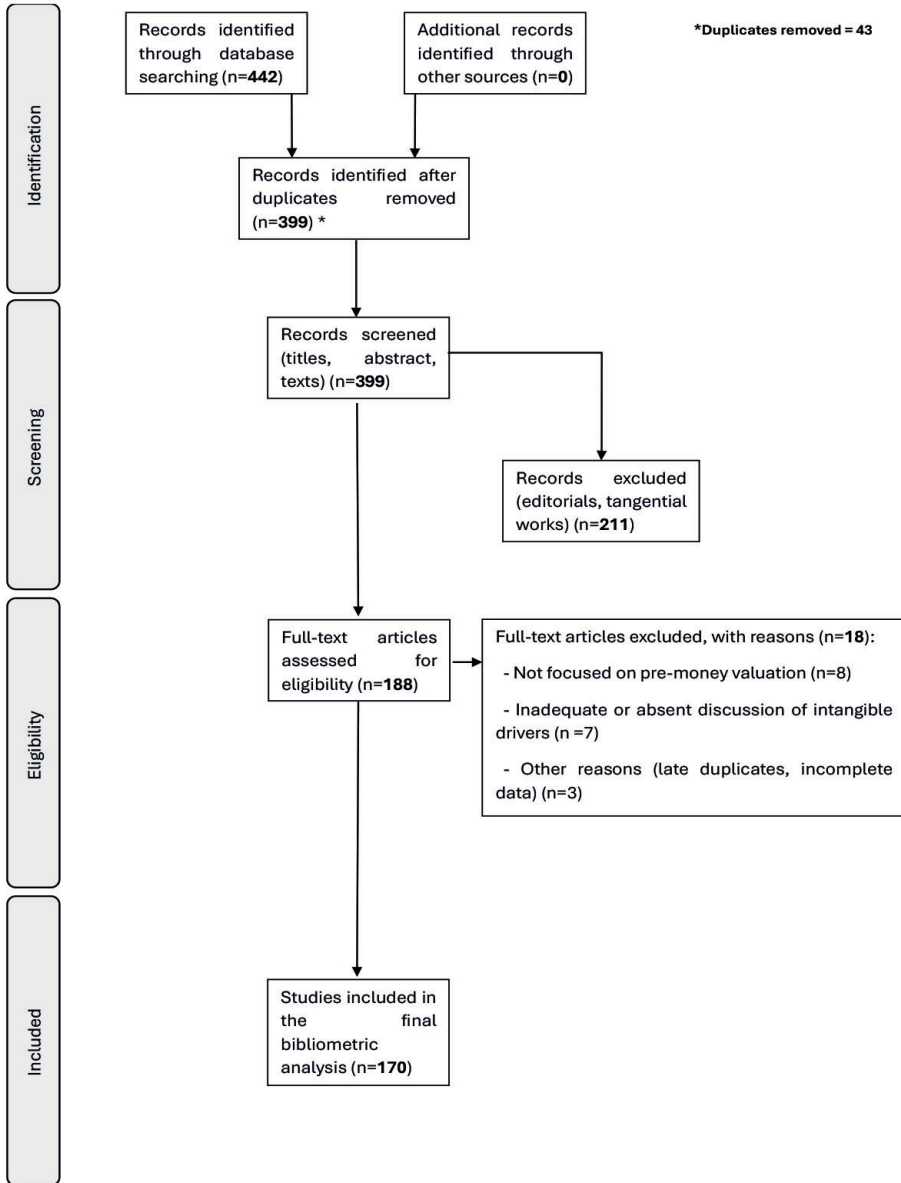 Records identified
through database
searching (n=442)
Additional records
identified through
other sources (n=0)
*Duplicates removed = 43
Identification
Records identified after
duplicates removed
(n=399) *
Screening
Records screened
(titles, abstract,
texts) (n=399)
Records excluded
(editorials, tangential
works) (n=211)
Eligibility
Full-text articles
assessed for
eligibility (n=188)
Full-text articles excluded, with reasons (n=18):
- Not focused on pre-money valuation (n=8)
- Inadequate or absent discussion of intangible
drivers (n =7)
- Other reasons (late duplicates, incomplete
data) (n=3)
Included
Studies included in
the final
bibliometric
analysis (n=170)